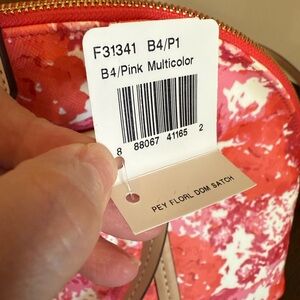 F31341 B4/P1
B4/Pink Multicolor
8 88067 41165 2
PEY FLORL DOM SATCH